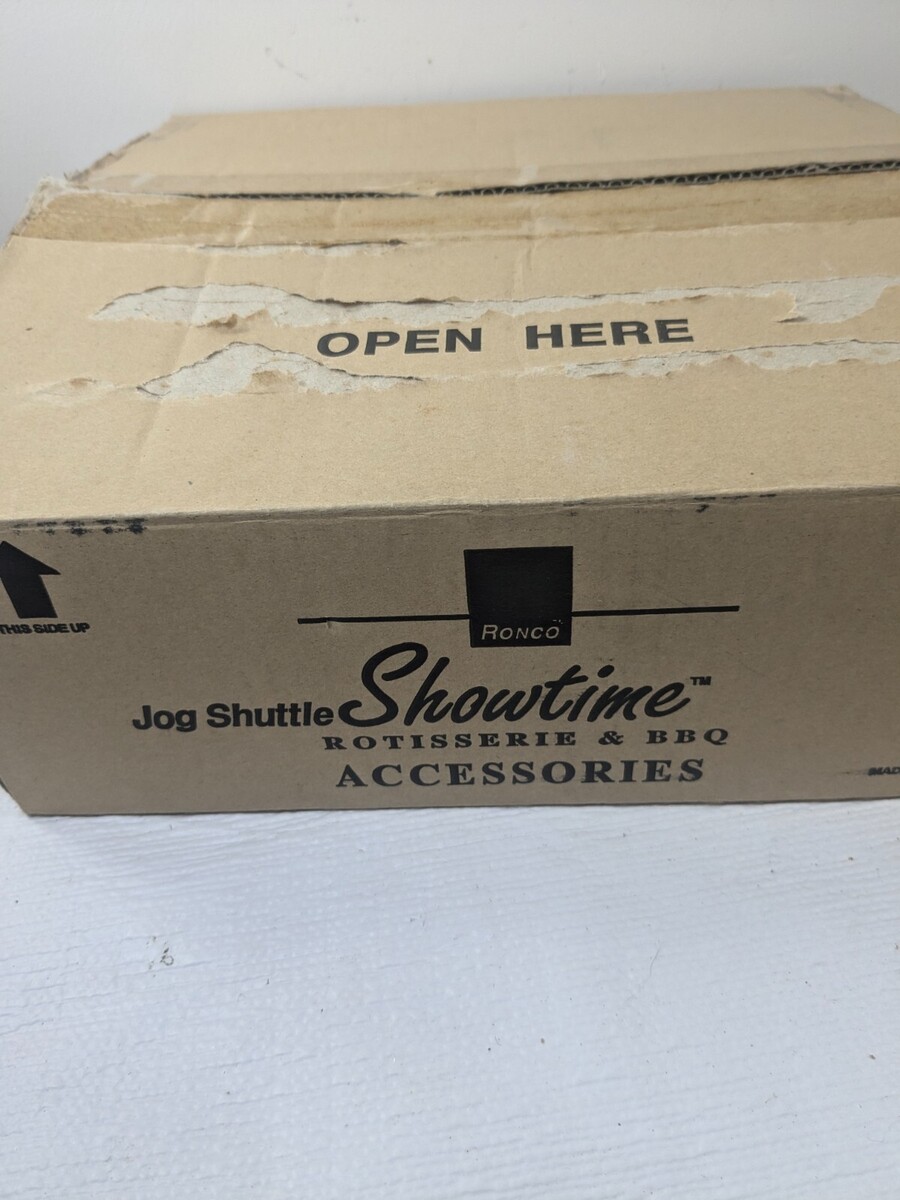 OPEN HERE
THIS SIDE UP
RONCO
Jog Shuttle Showtime™
ROTISSERIE & BBQ
ACCESSORIES